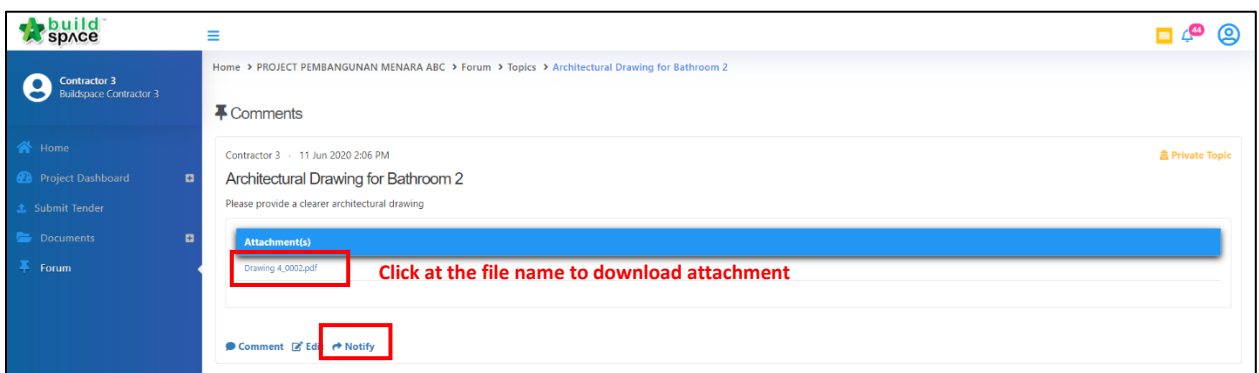 build
space
44
Contractor 3
Buildspace Contractor 3
Home
Project Dashboard
Submit Tender
Documents
Forum
Home > PROJECT PEMBANGUNAN MENARA ABC > Forum > Topics > Architectural Drawing for Bathroom 2
Comments
Contractor 3 · 11 Jun 2020 2:06 PM
Private Topic
Architectural Drawing for Bathroom 2
Please provide a clearer architectural drawing
Attachment(s)
Drawing 4_0002.pdf
Click at the file name to download attachment
Comment Edit Notify